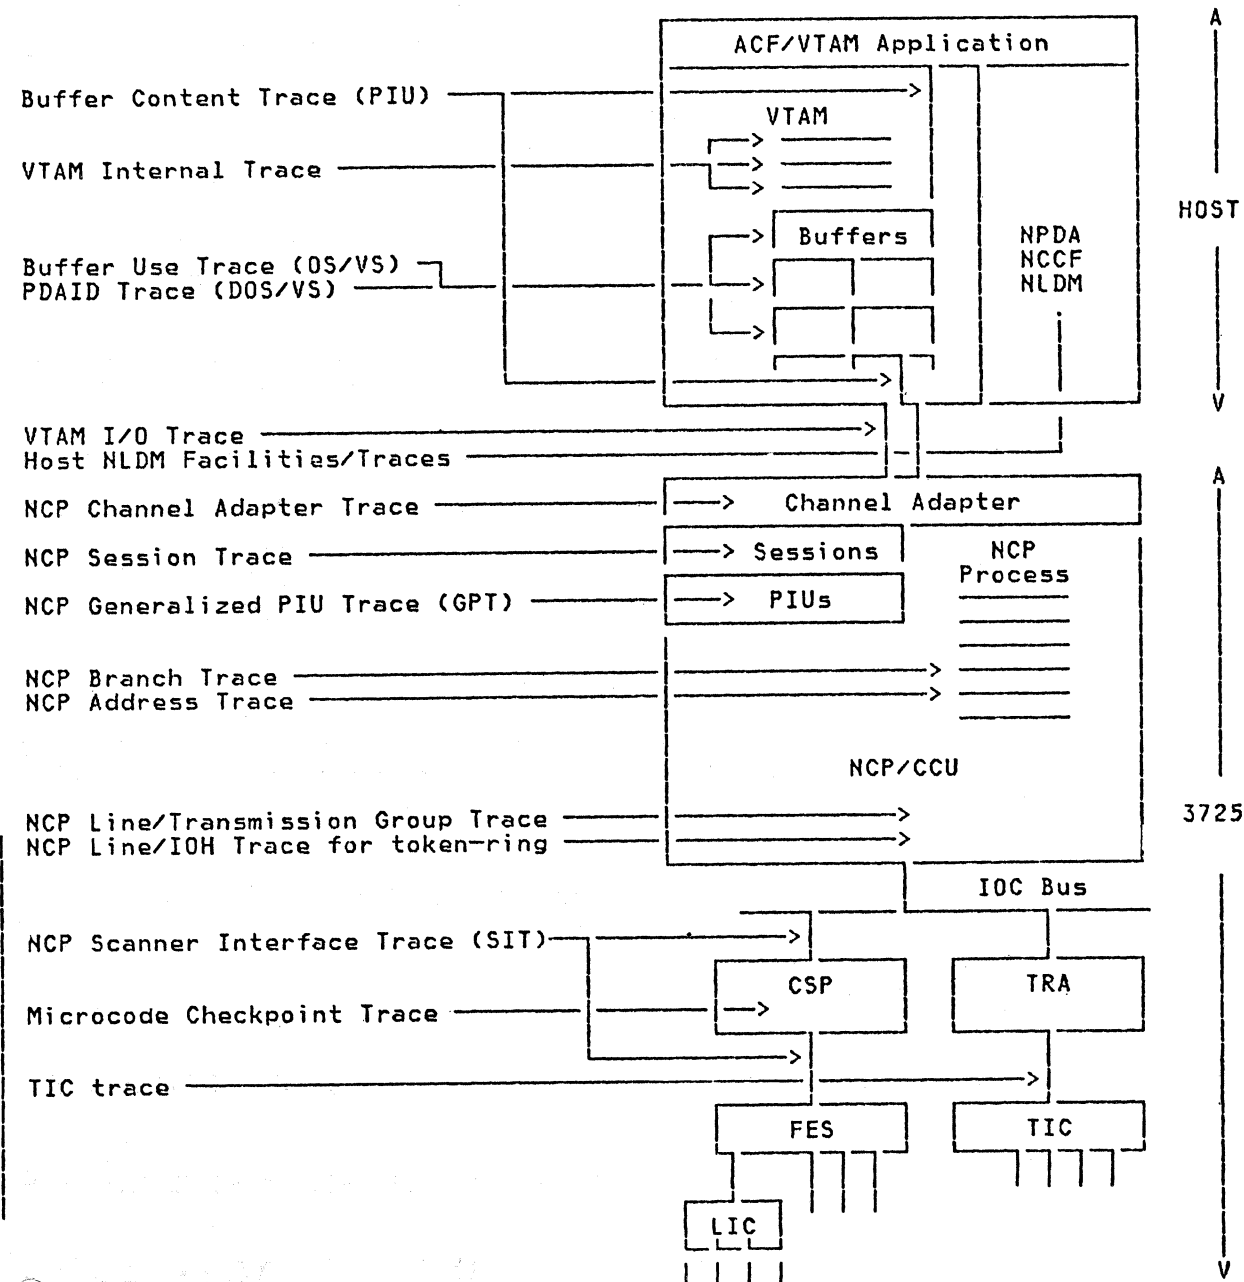 A
ACF/VTAM Application
Buffer Content Trace (PIU)
VTAM
VTAM Internal Trace
HOST
Buffers
NPDA
NCCF
NLDM
Buffer Use Trace (OS/VS)
PDAID Trace (DOS/VS)
V
VTAM I/O Trace
Host NLDM Facilities/Traces
A
NCP Channel Adapter Trace
Channel Adapter
NCP Session Trace
Sessions
NCP
Process
NCP Generalized PIU Trace (GPT)
PIUs
NCP Branch Trace
NCP Address Trace
NCP/CCU
NCP Line/Transmission Group Trace
NCP Line/IOH Trace for token-ring
3725
IOC Bus
NCP Scanner Interface Trace (SIT)
CSP
TRA
Microcode Checkpoint Trace
TIC trace
FES
TIC
LIC
V